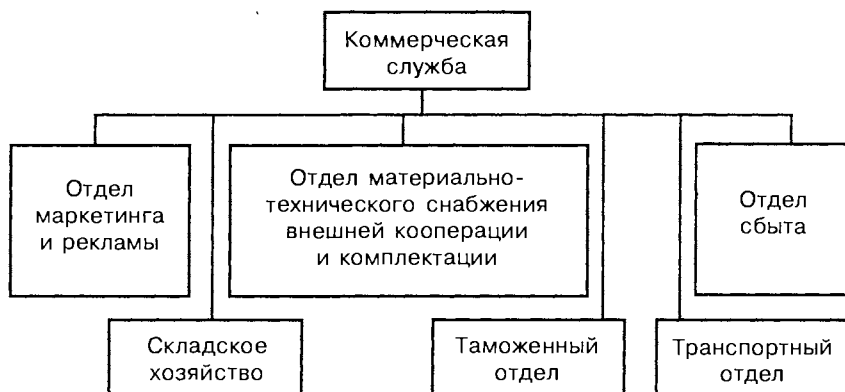 Коммерческая
служба
Отдел
маркетинга
и рекламы
Отдел материально-
технического снабжения
внешней кооперации
и комплектации
Отдел
сбыта
Складское
хозяйство
Таможенный
отдел
Транспортный
отдел